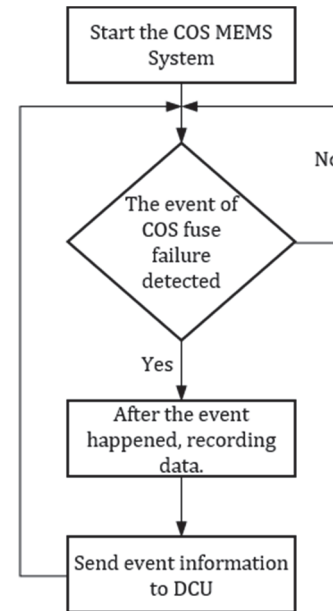 Start the COS MEMS
System
No
The event of
COS fuse
failure
detected
Yes
After the event
happened, recording
data.
Send event information
to DCU